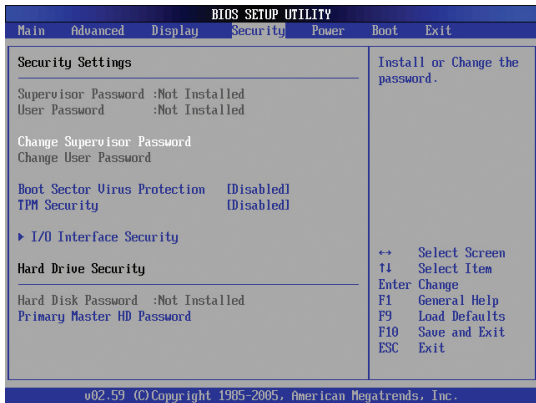 BIOS SETUP UTILITY
Main Advanced Display Security Power Boot Exit
Security Settings
Supervisor Password :Not Installed
User Password :Not Installed
Change Supervisor Password
Change User Password
Boot Sector Virus Protection [Disabled]
TPM Security [Disabled]
▶ I/O Interface Security
Hard Drive Security
Hard Disk Password :Not Installed
Primary Master HD Password
Install or Change the
password.
↔ Select Screen
↑↓ Select Item
Enter Change
F1 General Help
F9 Load Defaults
F10 Save and Exit
ESC Exit
v02.59 (C)Copyright 1985-2005, American Megatrends, Inc.